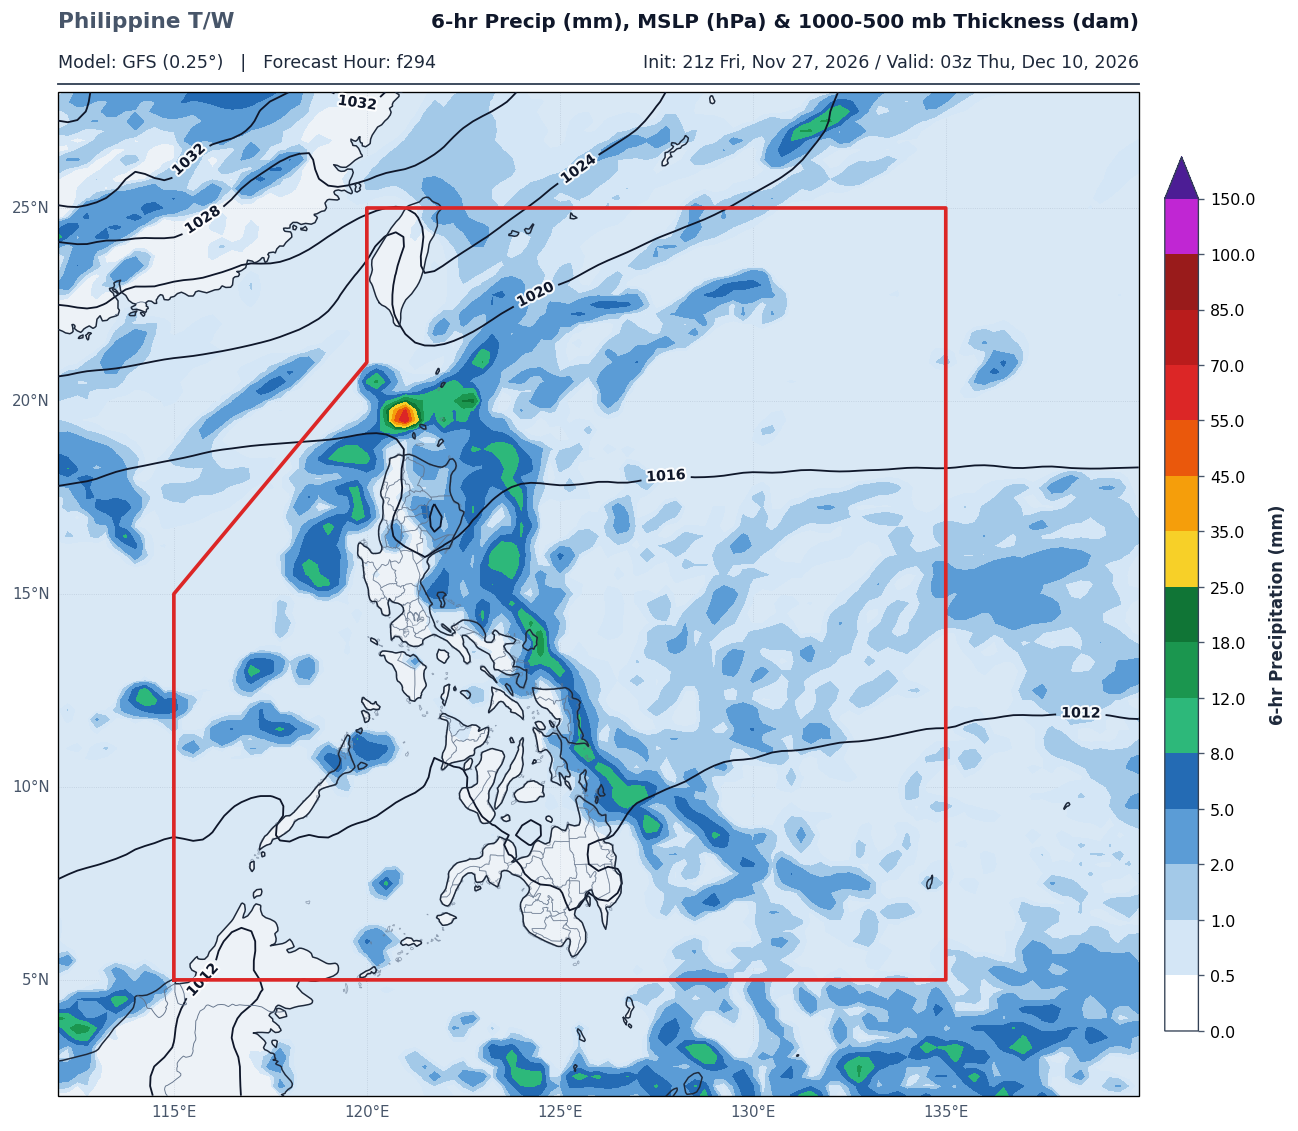 Philippine T/W
6-hr Precip (mm), MSLP (hPa) & 1000-500 mb Thickness (dam)
Model: GFS (0.25°) | Forecast Hour: f294
Init: 21z Fri, Nov 27, 2026 / Valid: 03z Thu, Dec 10, 2026
1032
1032
1028
1024
1020
1016
1012
1012
25°N
20°N
15°N
10°N
5°N
115°E
120°E
125°E
130°E
135°E
150.0
100.0
85.0
70.0
55.0
45.0
35.0
25.0
18.0
12.0
8.0
5.0
2.0
1.0
0.5
0.0
6-hr Precipitation (mm)